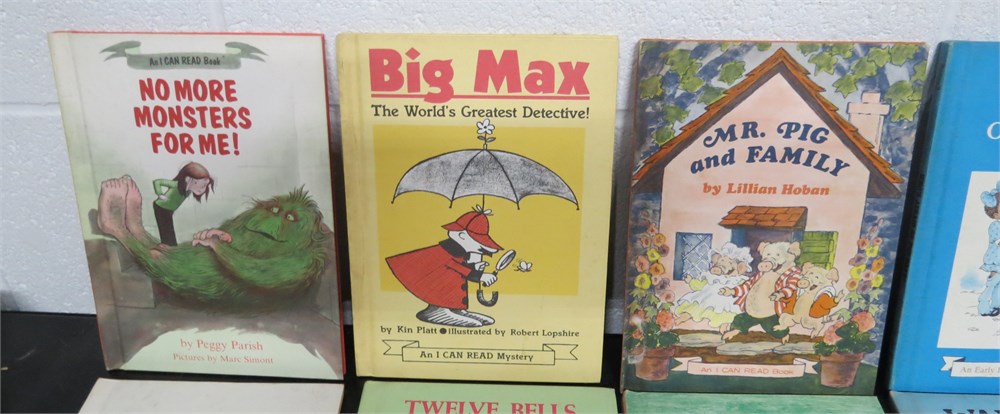 An I CAN READ Book
NO MORE
MONSTERS
FOR ME!
by Peggy Parish
Pictures by Marc Simont
Big Max
The World's Greatest Detective!
by Kin Platt ● illustrated by Robert Lopshire
An I CAN READ Mystery
MR. PIG
and FAMILY
by Lillian Hoban
An I CAN READ Book
An Early
TWELVE BELLS